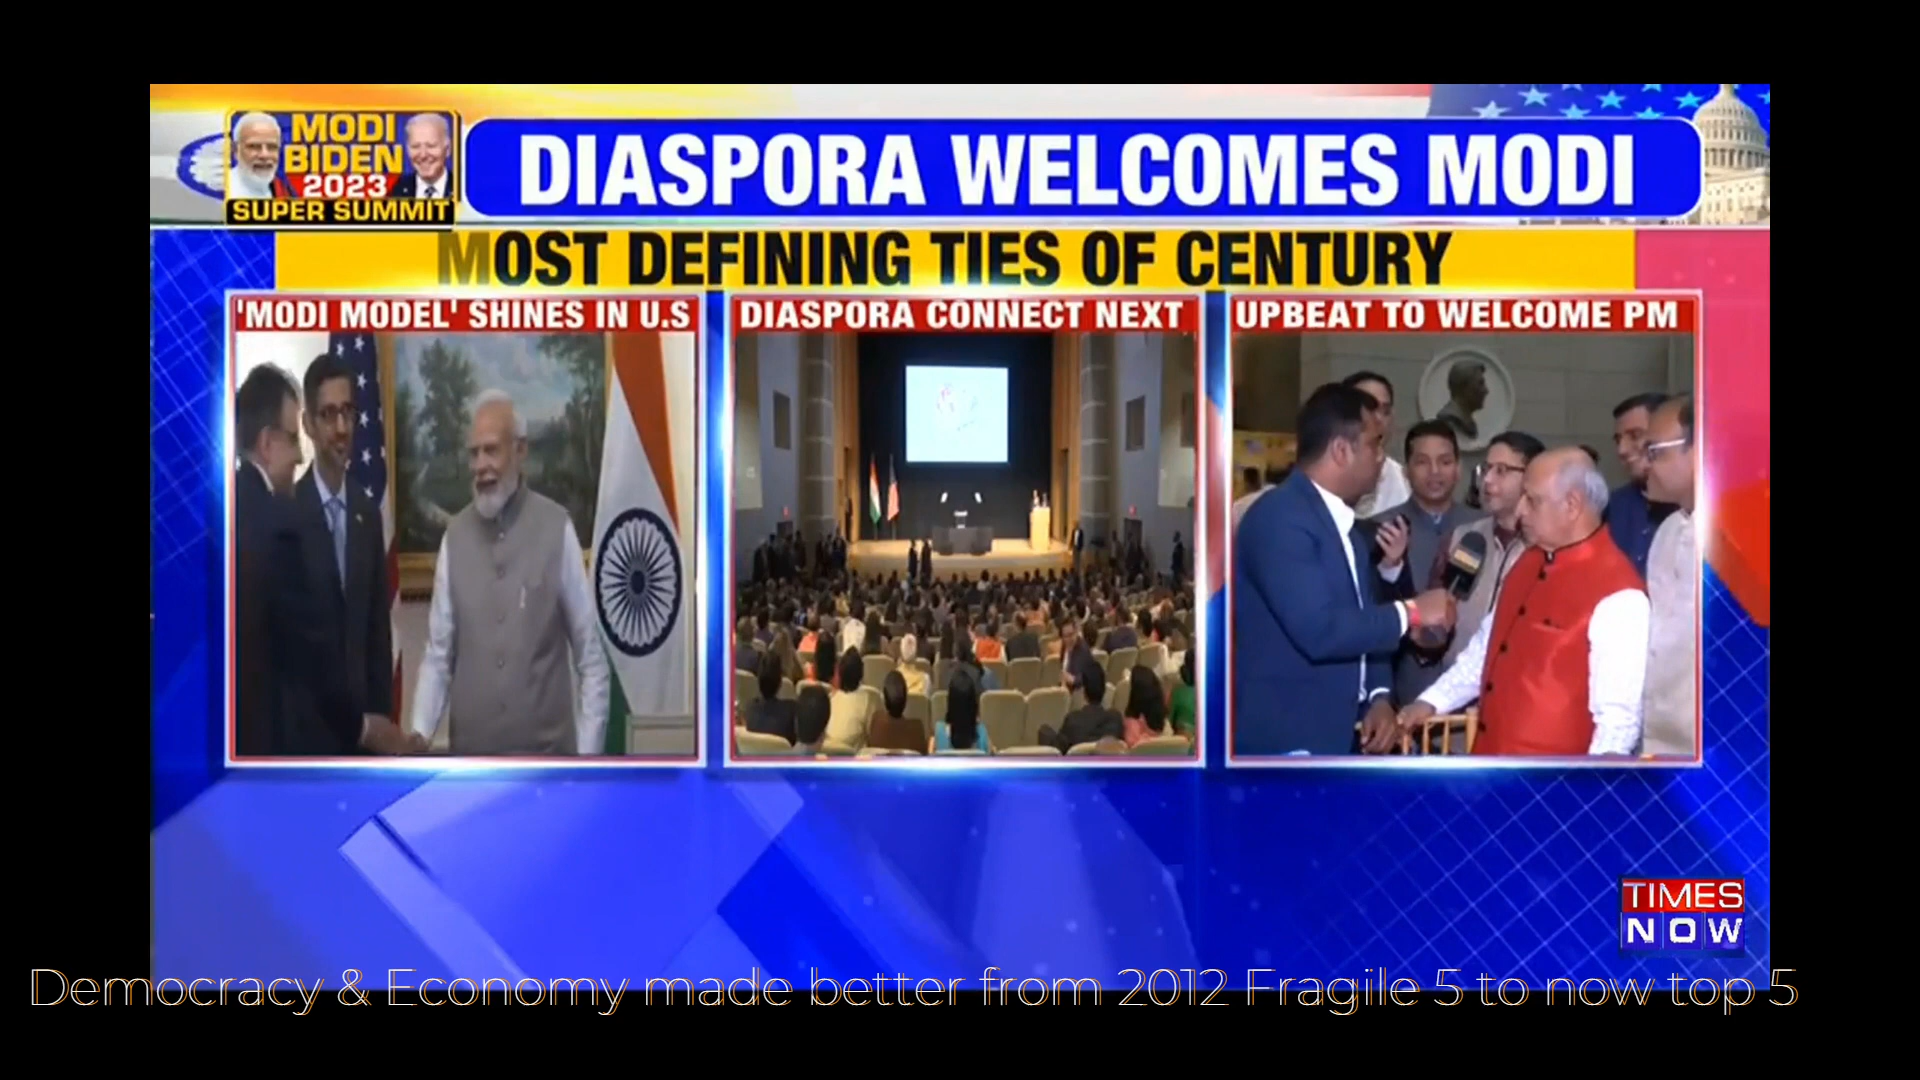 MODI
BIDEN
2023
SUPER SUMMIT
DIASPORA WELCOMES MODI
MOST DEFINING TIES OF CENTURY
'MODI MODEL' SHINES IN U.S
DIASPORA CONNECT NEXT
UPBEAT TO WELCOME PM
TIMES
NOW
Democracy & Economy made better from 2012 Fragile 5 to now top 5